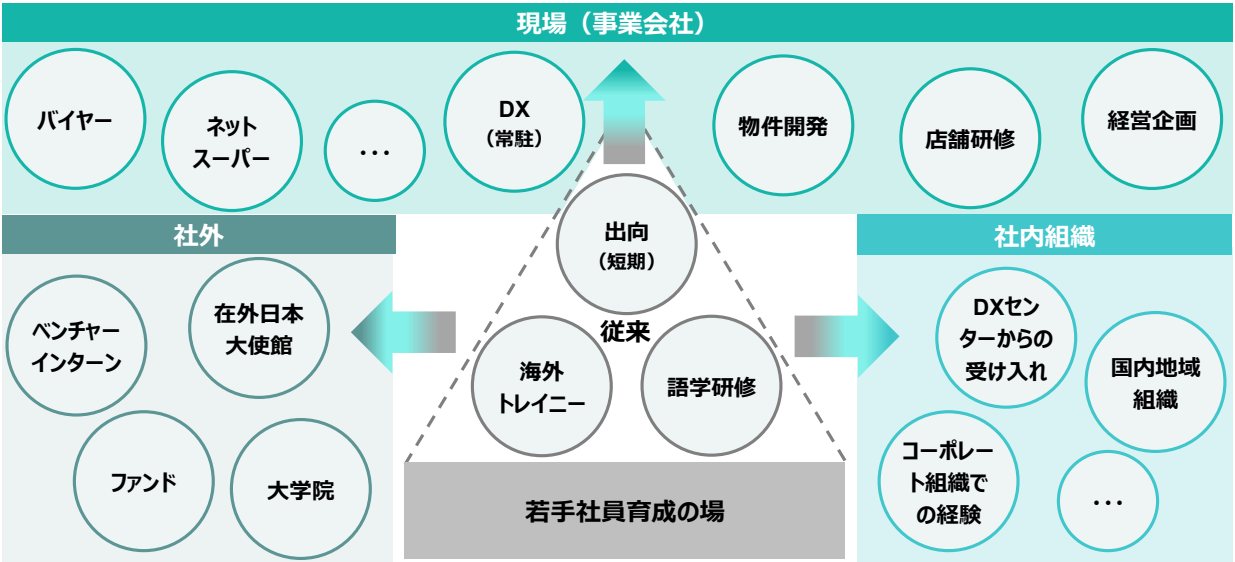 現場（事業会社）
バイヤー
ネット
スーパー
…
DX
（常駐）
物件開発
店舗研修
経営企画
社外
ベンチャー
インターン
在外日本
大使館
ファンド
大学院
出向
（短期）
従来
海外
トレイニー
語学研修
若手社員育成の場
社内組織
DXセン
ターからの
受け入れ
国内地域
組織
コーポレー
ト組織で
の経験
…